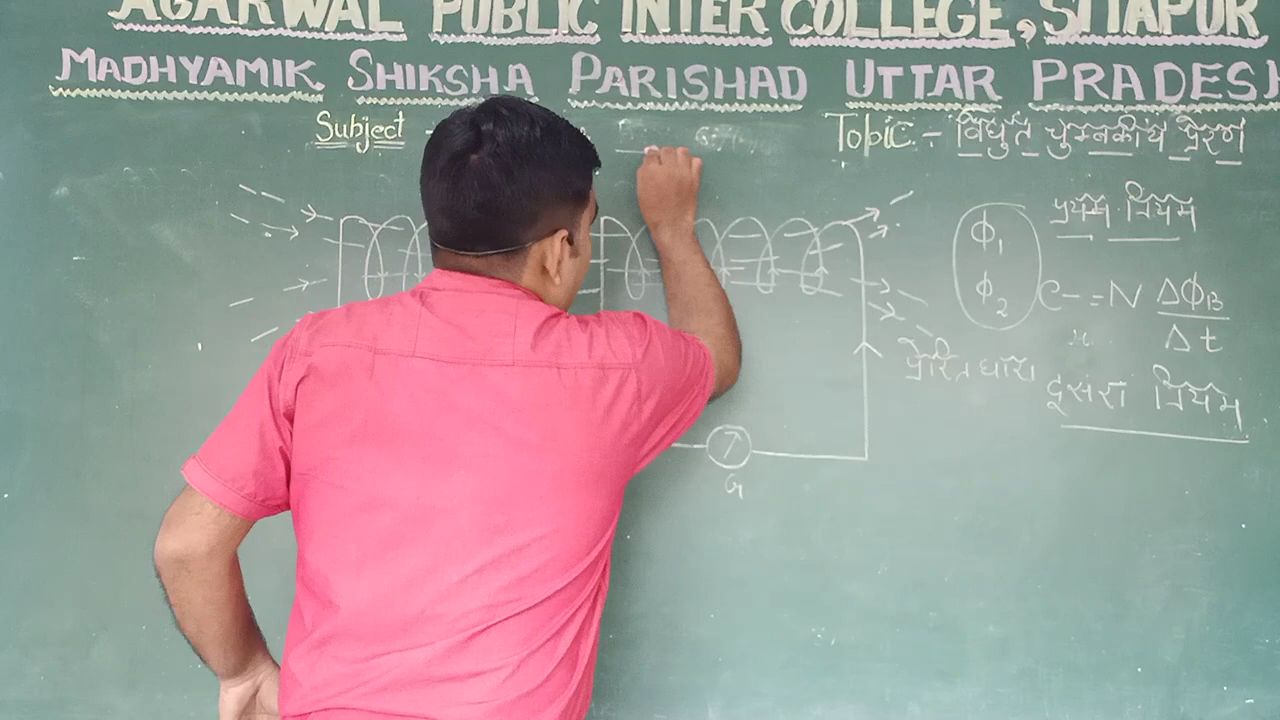 AGARWAL PUBLIC INTER COLLEGE, SITAPUR
MADHYAMIK SHIKSHA PARISHAD UTTAR PRADESH
Subject - Topic :- विद्युत चुम्बकीय प्रेरण
प्रथम नियम
ϕ₁
ϕ₂
e = N Δϕ_B / Δt
प्रेरित धारा
दूसरा नियम
G